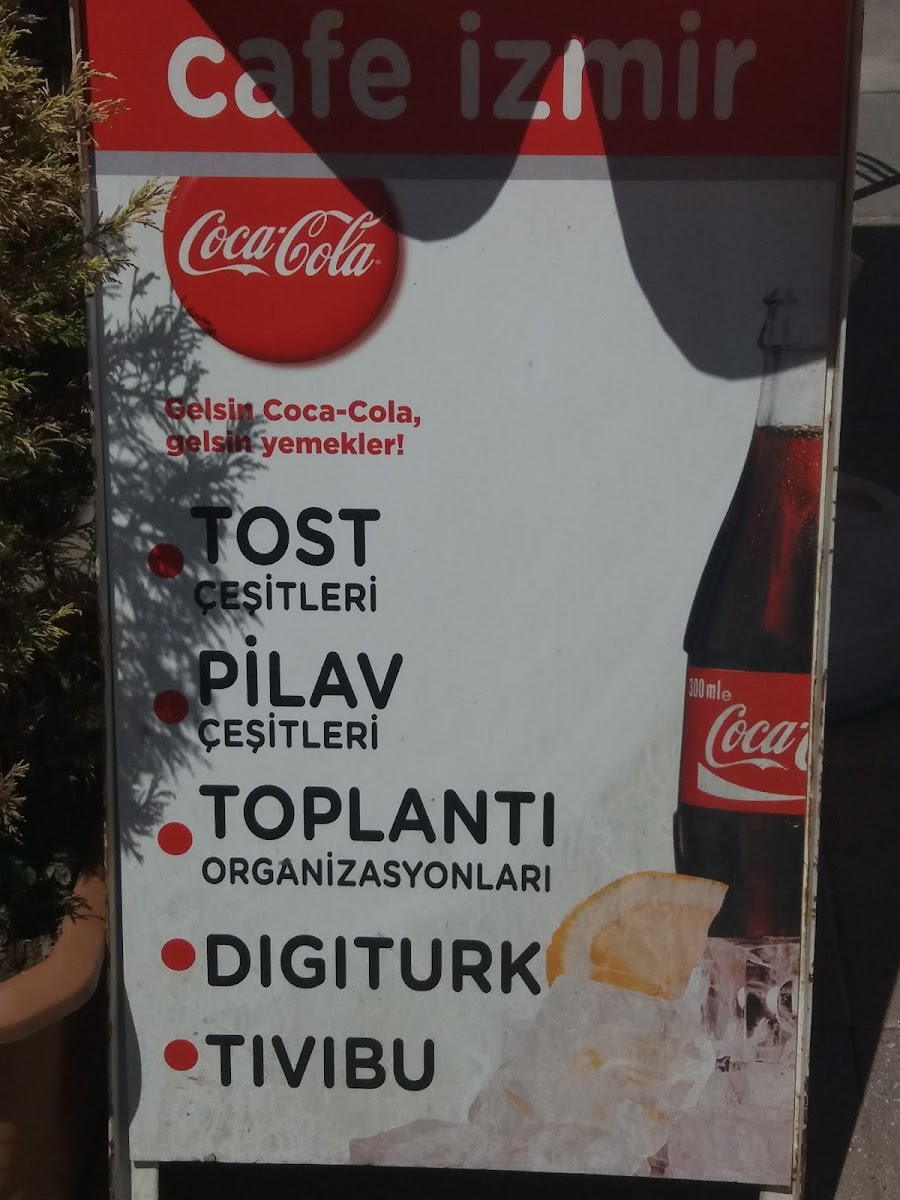 cafe izmir
Coca-Cola
Gelsin Coca-Cola,
gelsin yemekler!
TOST
ÇEŞİTLERİ
PİLAV
ÇEŞİTLERİ
300 ml e
Coca-C
TOPLANTI
ORGANİZASYONLARI
DIGITURK
TIVIBU